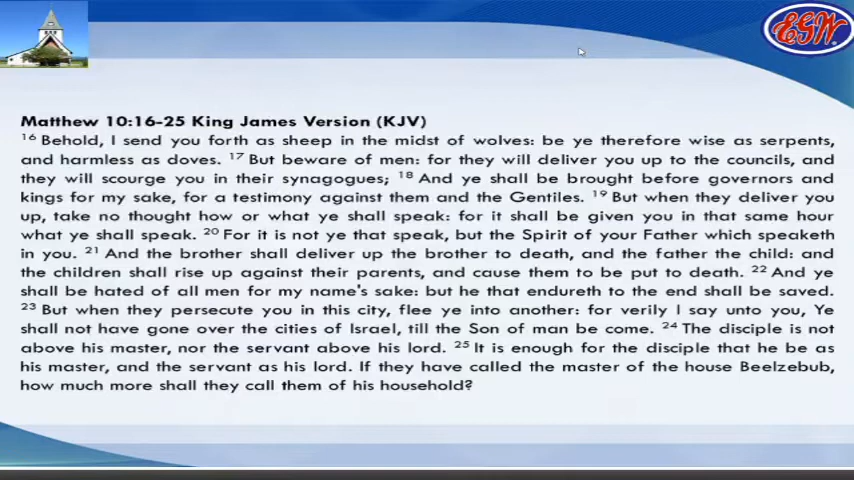 ESW
Matthew 10:16-25 King James Version (KJV)
16 Behold, I send you forth as sheep in the midst of wolves: be ye therefore wise as serpents,
and harmless as doves. 17 But beware of men: for they will deliver you up to the councils, and
they will scourge you in their synagogues; 18 And ye shall be brought before governors and
kings for my sake, for a testimony against them and the Gentiles. 19 But when they deliver you
up, take no thought how or what ye shall speak: for it shall be given you in that same hour
what ye shall speak. 20 For it is not ye that speak, but the Spirit of your Father which speaketh
in you. 21 And the brother shall deliver up the brother to death, and the father the child: and
the children shall rise up against their parents, and cause them to be put to death. 22 And ye
shall be hated of all men for my name's sake: but he that endureth to the end shall be saved.
23 But when they persecute you in this city, flee ye into another: for verily I say unto you, Ye
shall not have gone over the cities of Israel, till the Son of man be come. 24 The disciple is not
above his master, nor the servant above his lord. 25 It is enough for the disciple that he be as
his master, and the servant as his lord. If they have called the master of the house Beelzebub,
how much more shall they call them of his household?